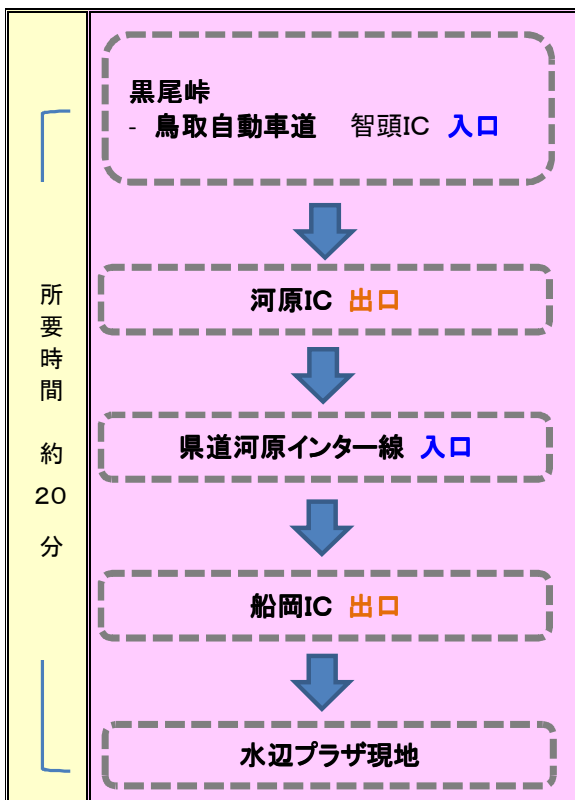 黒尾峠
- 鳥取自動車道 智頭IC 入口
河原IC 出口
県道河原インター線 入口
船岡IC 出口
水辺プラザ現地
所要時間 約20分